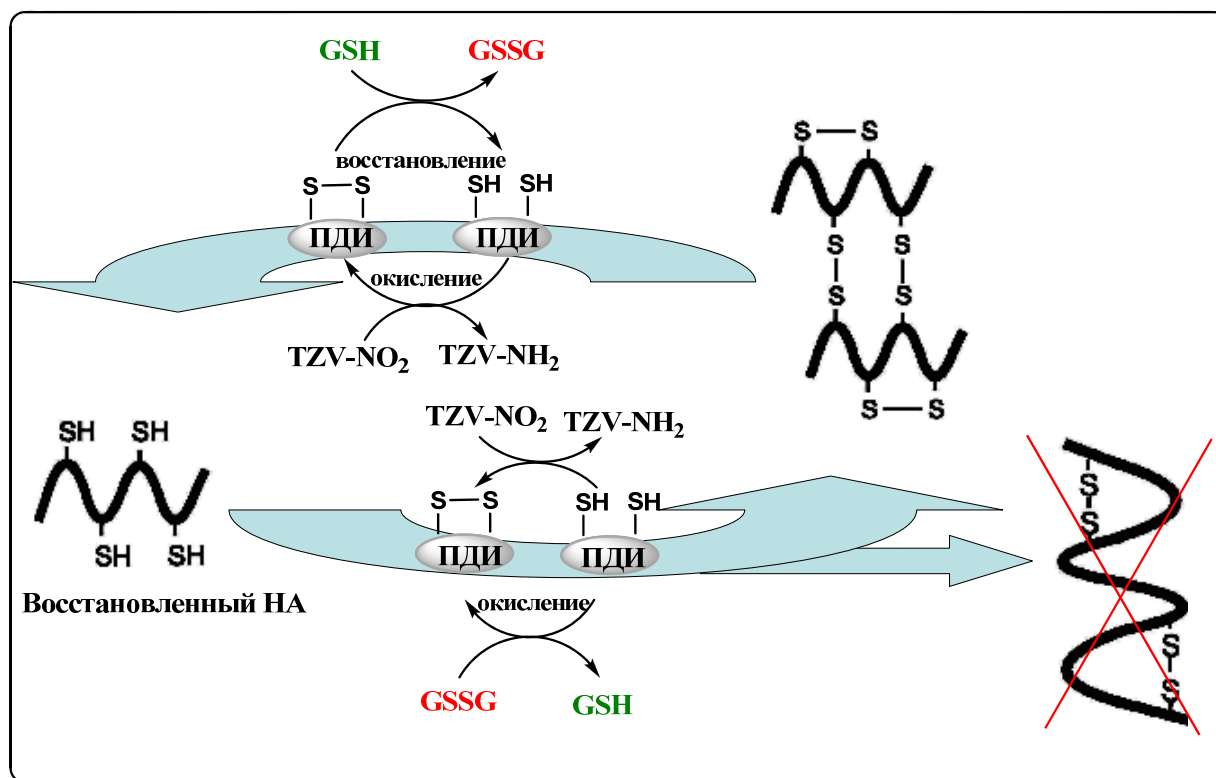 GSH GSSG
восстановление
S S SH SH
ПДИ ПДИ
окисление
TZV-NO₂ TZV-NH₂
S S
S S
S S
S S
TZV-NO₂ TZV-NH₂
SH SH
SH SH
Восстановленный НА
S S SH SH
ПДИ ПДИ
окисление
GSSG GSH
S
S
S
S